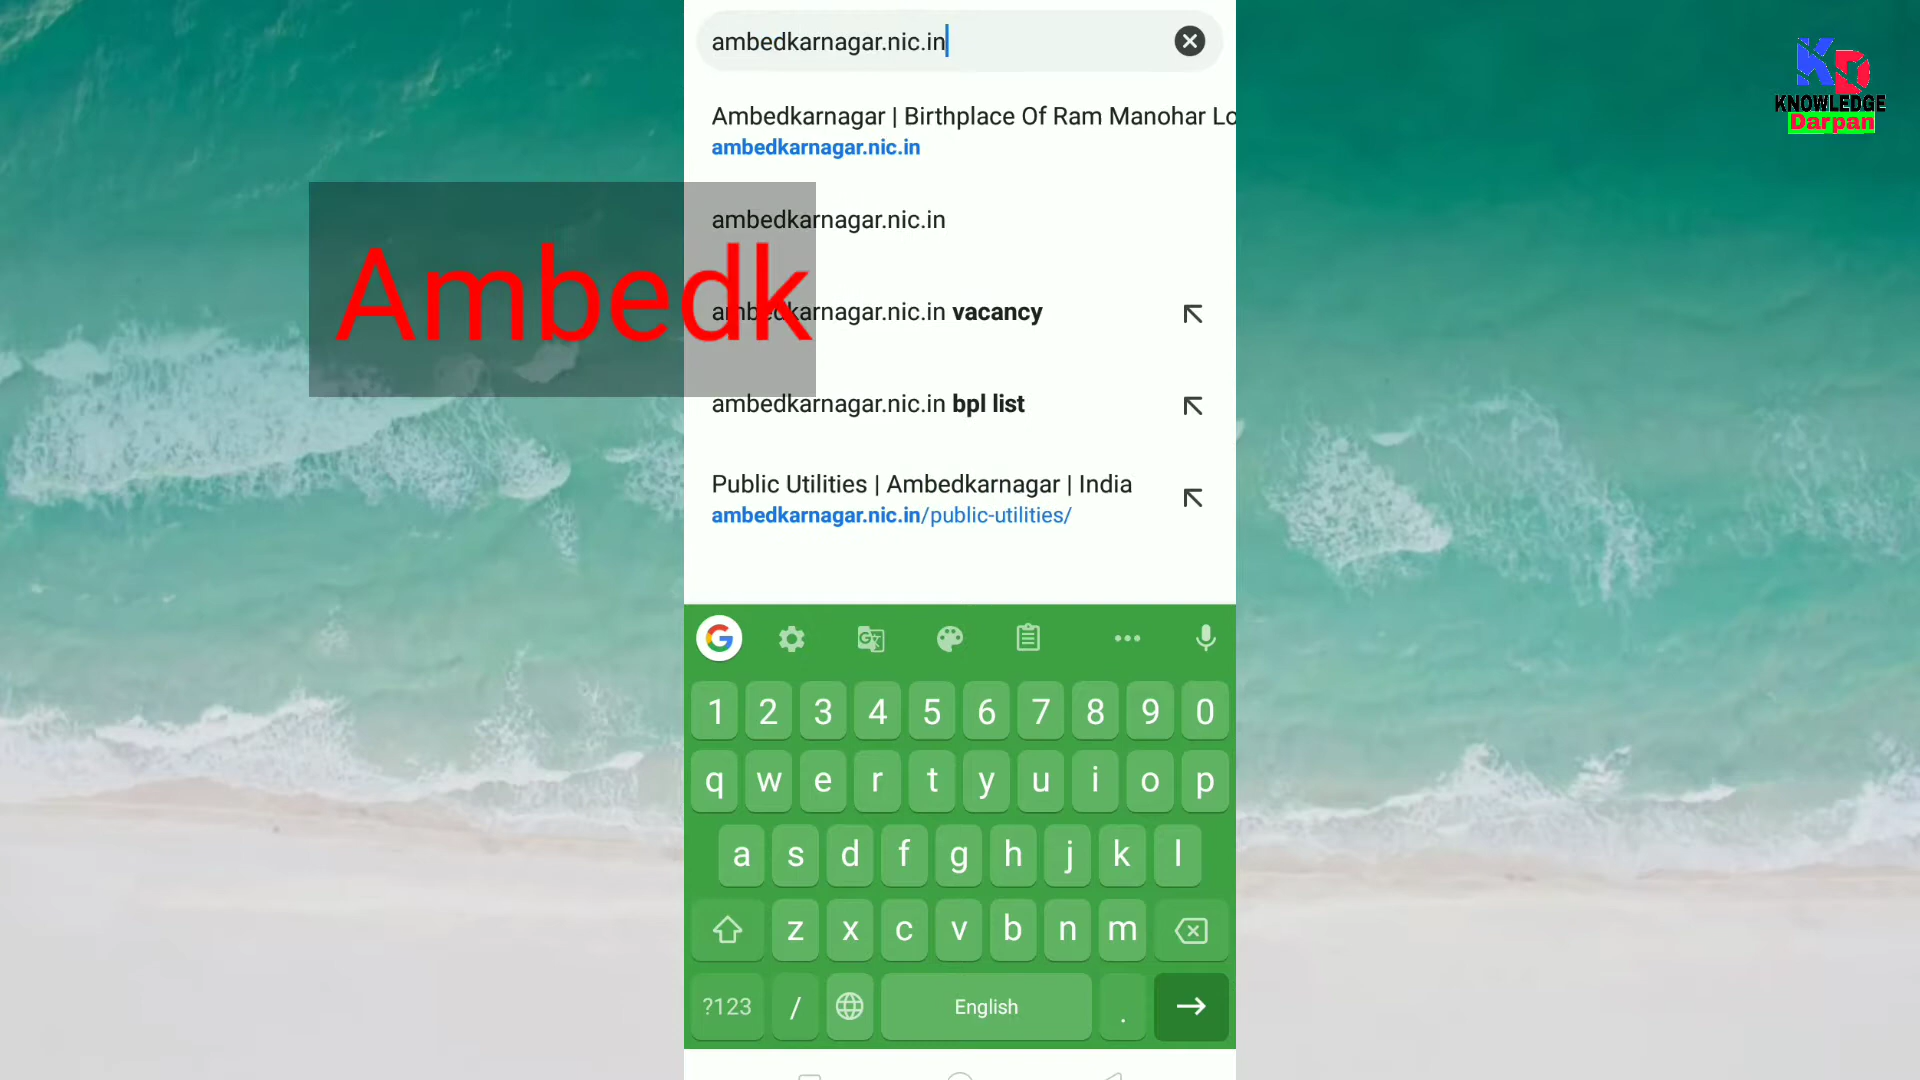 ambedkarnagar.nic.in
KD
KNOWLEDGE
Darpan
Ambedkarnagar | Birthplace Of Ram Manohar Lo
ambedkarnagar.nic.in
ambedkarnagar.nic.in
Ambedk
ambedkarnagar.nic.in vacancy
ambedkarnagar.nic.in bpl list
Public Utilities | Ambedkarnagar | India
ambedkarnagar.nic.in/public-utilities/
G
1 2 3 4 5 6 7 8 9 0
q w e r t y u i o p
a s d f g h j k l
z x c v b n m
?123 / English .